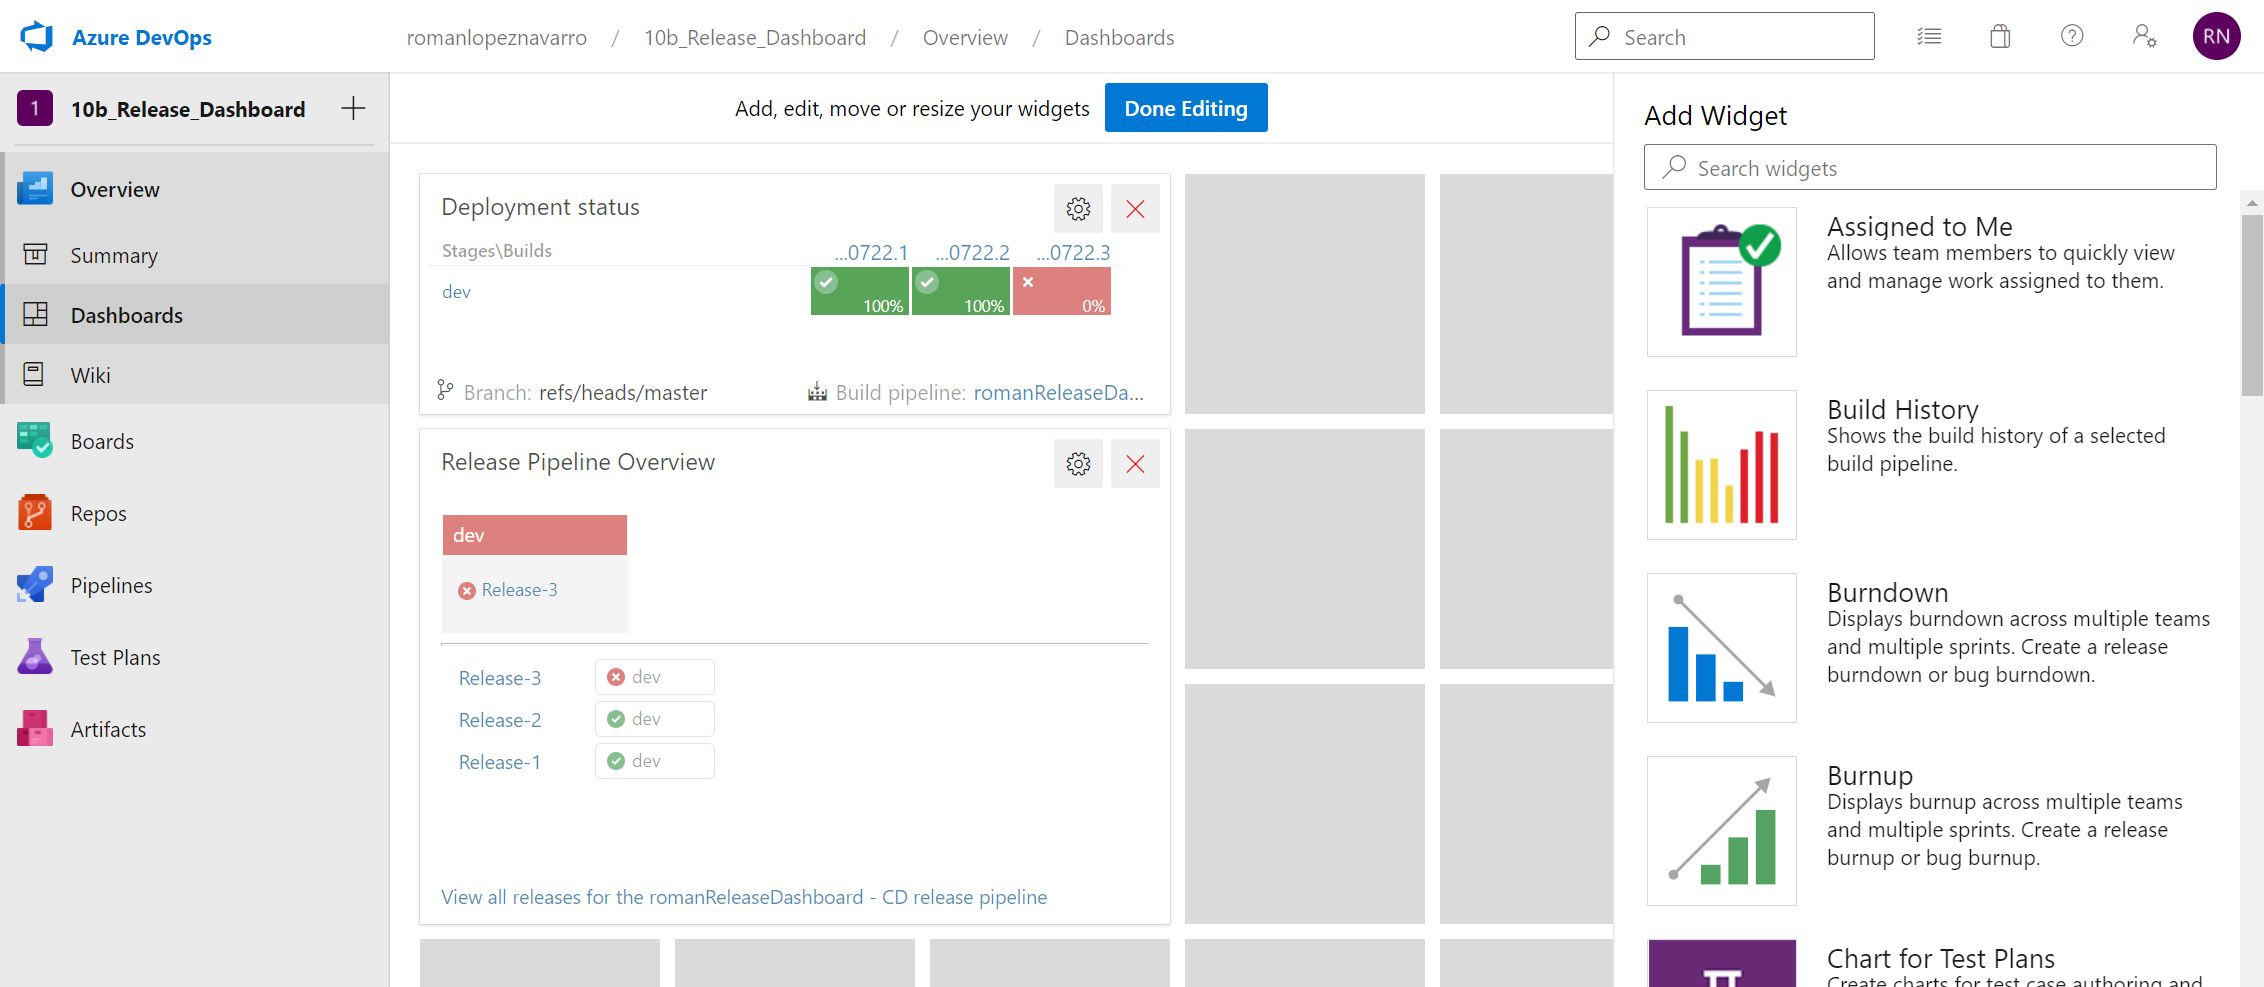 Azure DevOps
romanlopeznavarro / 10b_Release_Dashboard / Overview / Dashboards
Search
RN
1 10b_Release_Dashboard
Overview
Summary
Dashboards
Wiki
Boards
Repos
Pipelines
Test Plans
Artifacts
Add, edit, move or resize your widgets Done Editing
Deployment status
Stages\Builds ...0722.1 ...0722.2 ...0722.3
dev 100% 100% 0%
Branch: refs/heads/master Build pipeline: romanReleaseDa...
Release Pipeline Overview
dev
Release-3
Release-3 dev
Release-2 dev
Release-1 dev
View all releases for the romanReleaseDashboard - CD release pipeline
Add Widget
Search widgets
Assigned to Me
Allows team members to quickly view
and manage work assigned to them.
Build History
Shows the build history of a selected
build pipeline.
Burndown
Displays burndown across multiple teams
and multiple sprints. Create a release
burndown or bug burndown.
Burnup
Displays burnup across multiple teams
and multiple sprints. Create a release
burnup or bug burnup.
Chart for Test Plans
Create charts for test case authoring and